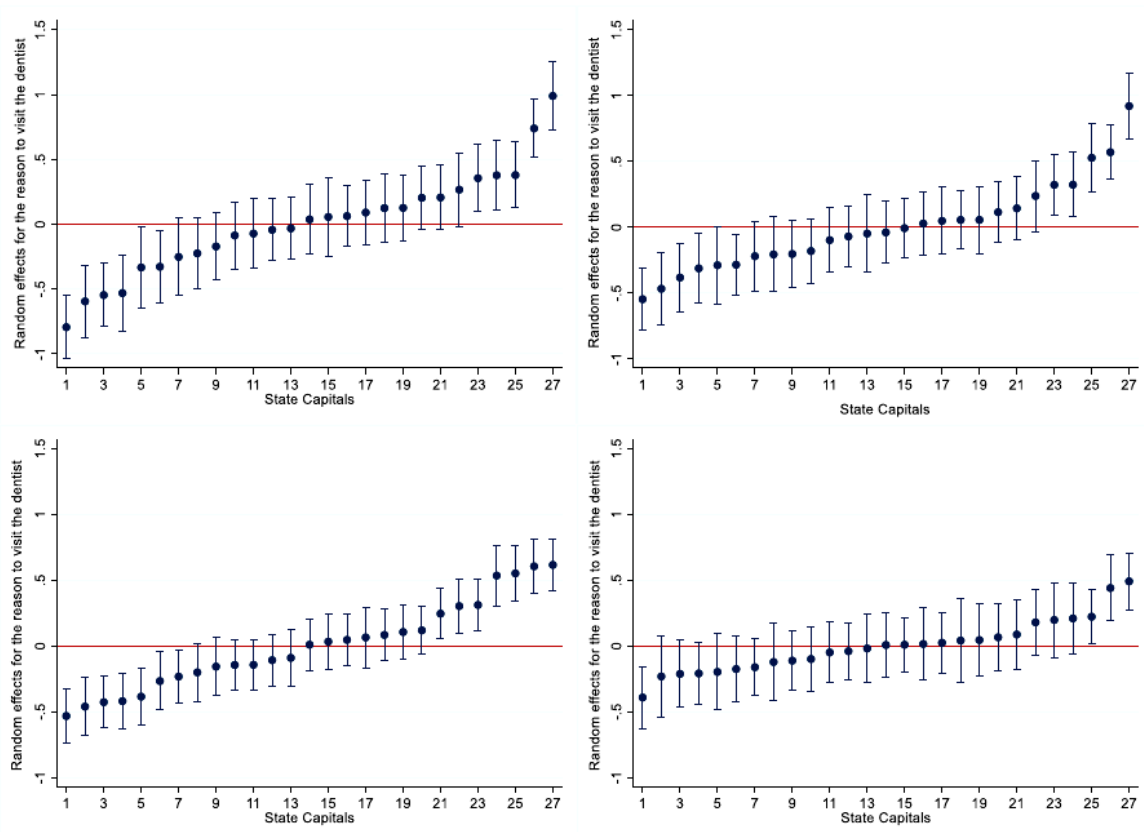 Random effects for the reason to visit the dentist
1.5
1
.5
0
-.5
-1
1 3 5 7 9 11 13 15 17 19 21 23 25 27
State Capitals
Random effects for the reason to visit the dentist
1.5
1
.5
0
-.5
-1
1 3 5 7 9 11 13 15 17 19 21 23 25 27
State Capitals
Random effects for the reason to visit the dentist
1.5
1
.5
0
-.5
-1
1 3 5 7 9 11 13 15 17 19 21 23 25 27
State Capitals
Random effects for the reason to visit the dentist
1.5
1
.5
0
-.5
-1
1 3 5 7 9 11 13 15 17 19 21 23 25 27
State Capitals